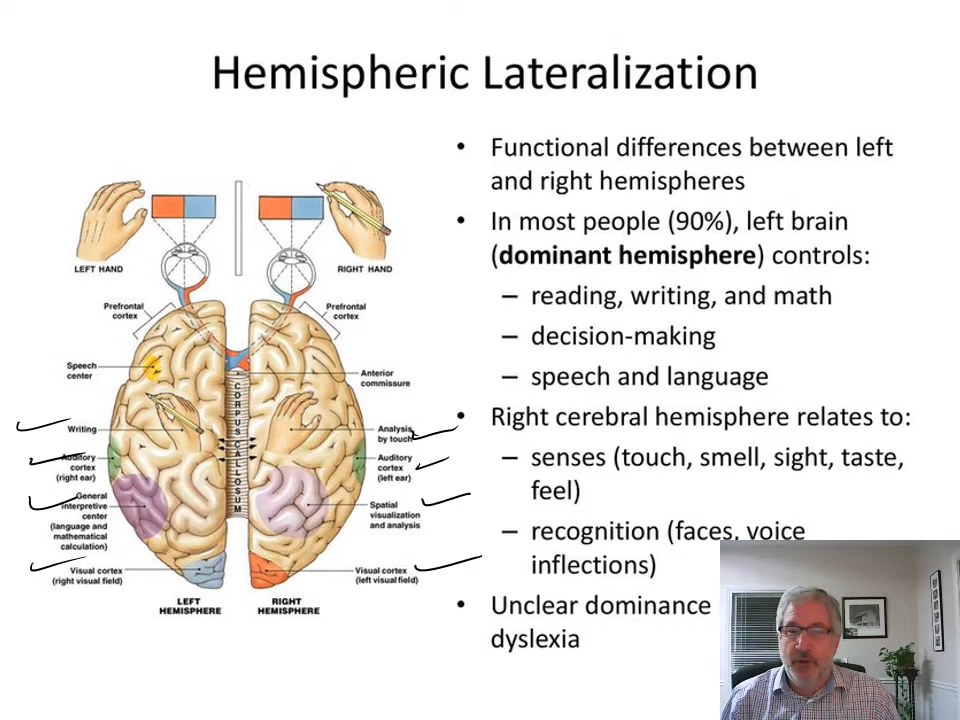 Hemispheric Lateralization
LEFT HAND
RIGHT HAND
Prefrontal
cortex
Prefrontal
cortex
Speech
center
Anterior
commissure
CORPUS CALLOSUM
Writing
Analysis
by touch
Auditory
cortex
(right ear)
Auditory
cortex
(left ear)
General
interpretive
center
(language and
mathematical
calculation)
Spatial
visualization
and analysis
Visual cortex
(right visual field)
Visual cortex
(left visual field)
LEFT
HEMISPHERE
RIGHT
HEMISPHERE
• Functional differences between left
and right hemispheres
• In most people (90%), left brain
(dominant hemisphere) controls:
– reading, writing, and math
– decision-making
– speech and language
• Right cerebral hemisphere relates to:
– senses (touch, smell, sight, taste,
feel)
– recognition (faces, voice
inflections)
• Unclear dominance
dyslexia